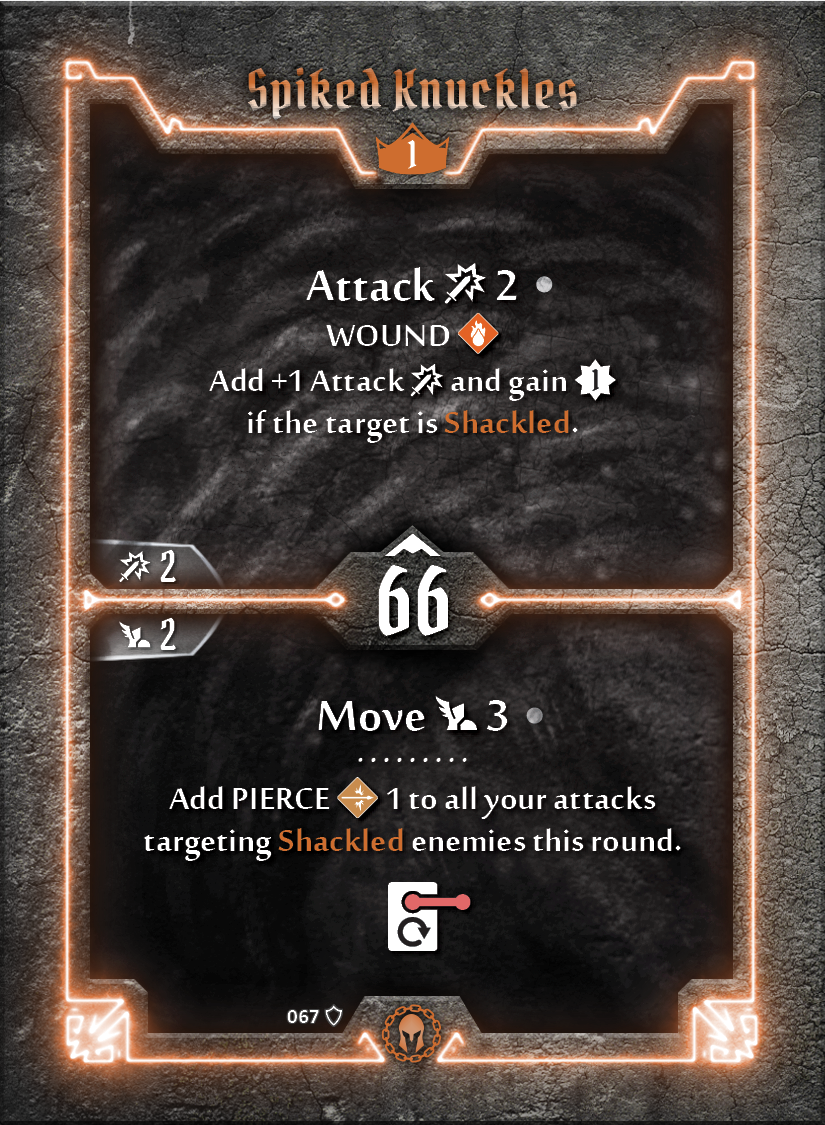 Spiked Knuckles
1
Attack 2
WOUND
Add +1 Attack and gain 1
if the target is Shackled.
2
66
2
Move 3
.........
Add PIERCE 1 to all your attacks
targeting Shackled enemies this round.
067